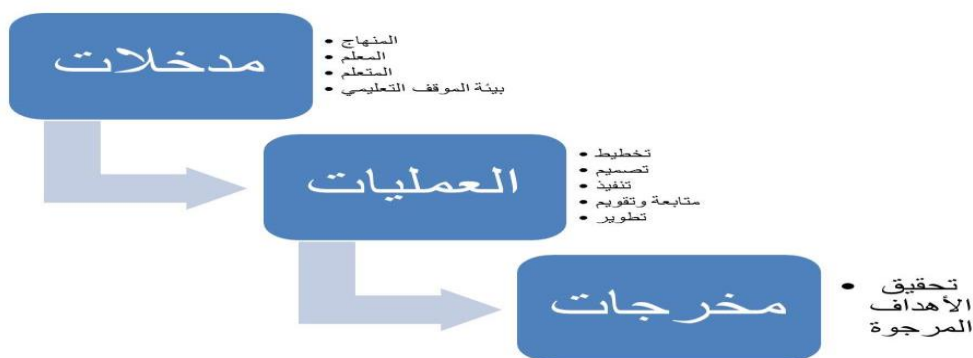 مدخلات
• المنهاج
• المعلم
• المتعلم
• بيئة الموقف التعليمي
العمليات
• تخطيط
• تصميم
• تنفيذ
• متابعة وتقويم
• تطوير
مخرجات
• تحقيق
الأهداف
المرجوة